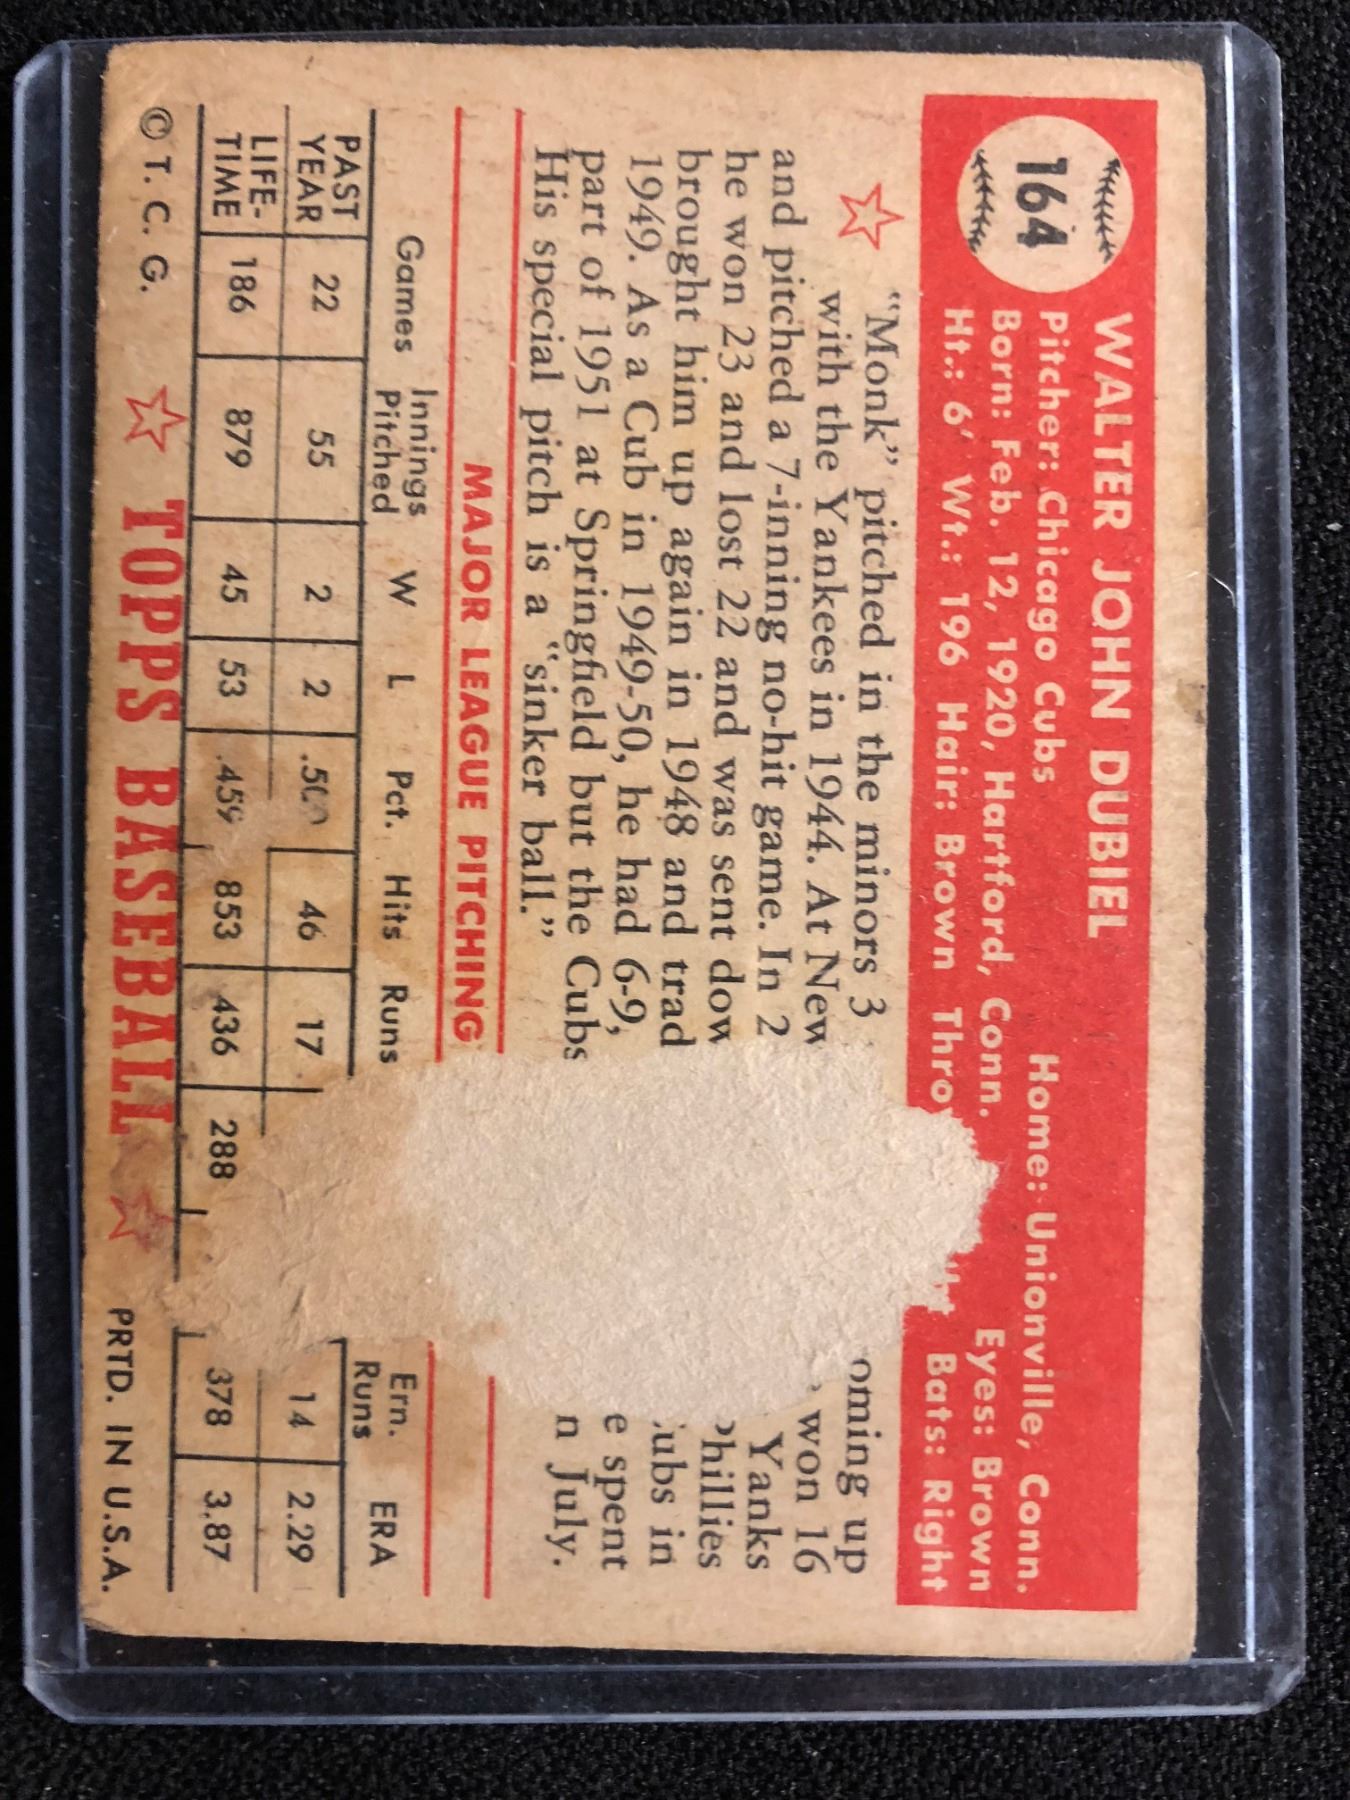 164
WALTER JOHN DUBIEL
Pitcher: Chicago Cubs Home: Unionville, Conn.
Born: Feb. 12, 1920, Hartford, Conn. Eyes: Brown
Ht.: 6' Wt.: 196 Hair: Brown Bats: Right
"Monk" pitched in the minors 3 oming up
with the Yankees in 1944. At New won 16
and pitched a 7-inning no-hit game. In 2 Yanks
he won 23 and lost 22 and was sent dow hillies
brought him up again in 1948 and trad ubs in
1949. As a Cub in 1949-50, he had 6-9, e spent
part of 1951 at Springfield but the Cubs n July.
His special pitch is a "sinker ball."
MAJOR LEAGUE PITCHING
Games Innings Pitched W L Pct. Hits Runs Ern. Runs ERA
PAST YEAR 22 55 2 2 46 17 14 2.29
LIFE-TIME 186 879 45 53 .459 853 436 288 378 3.87
© T. C. G. TOPPS BASEBALL PRTD. IN U.S.A.